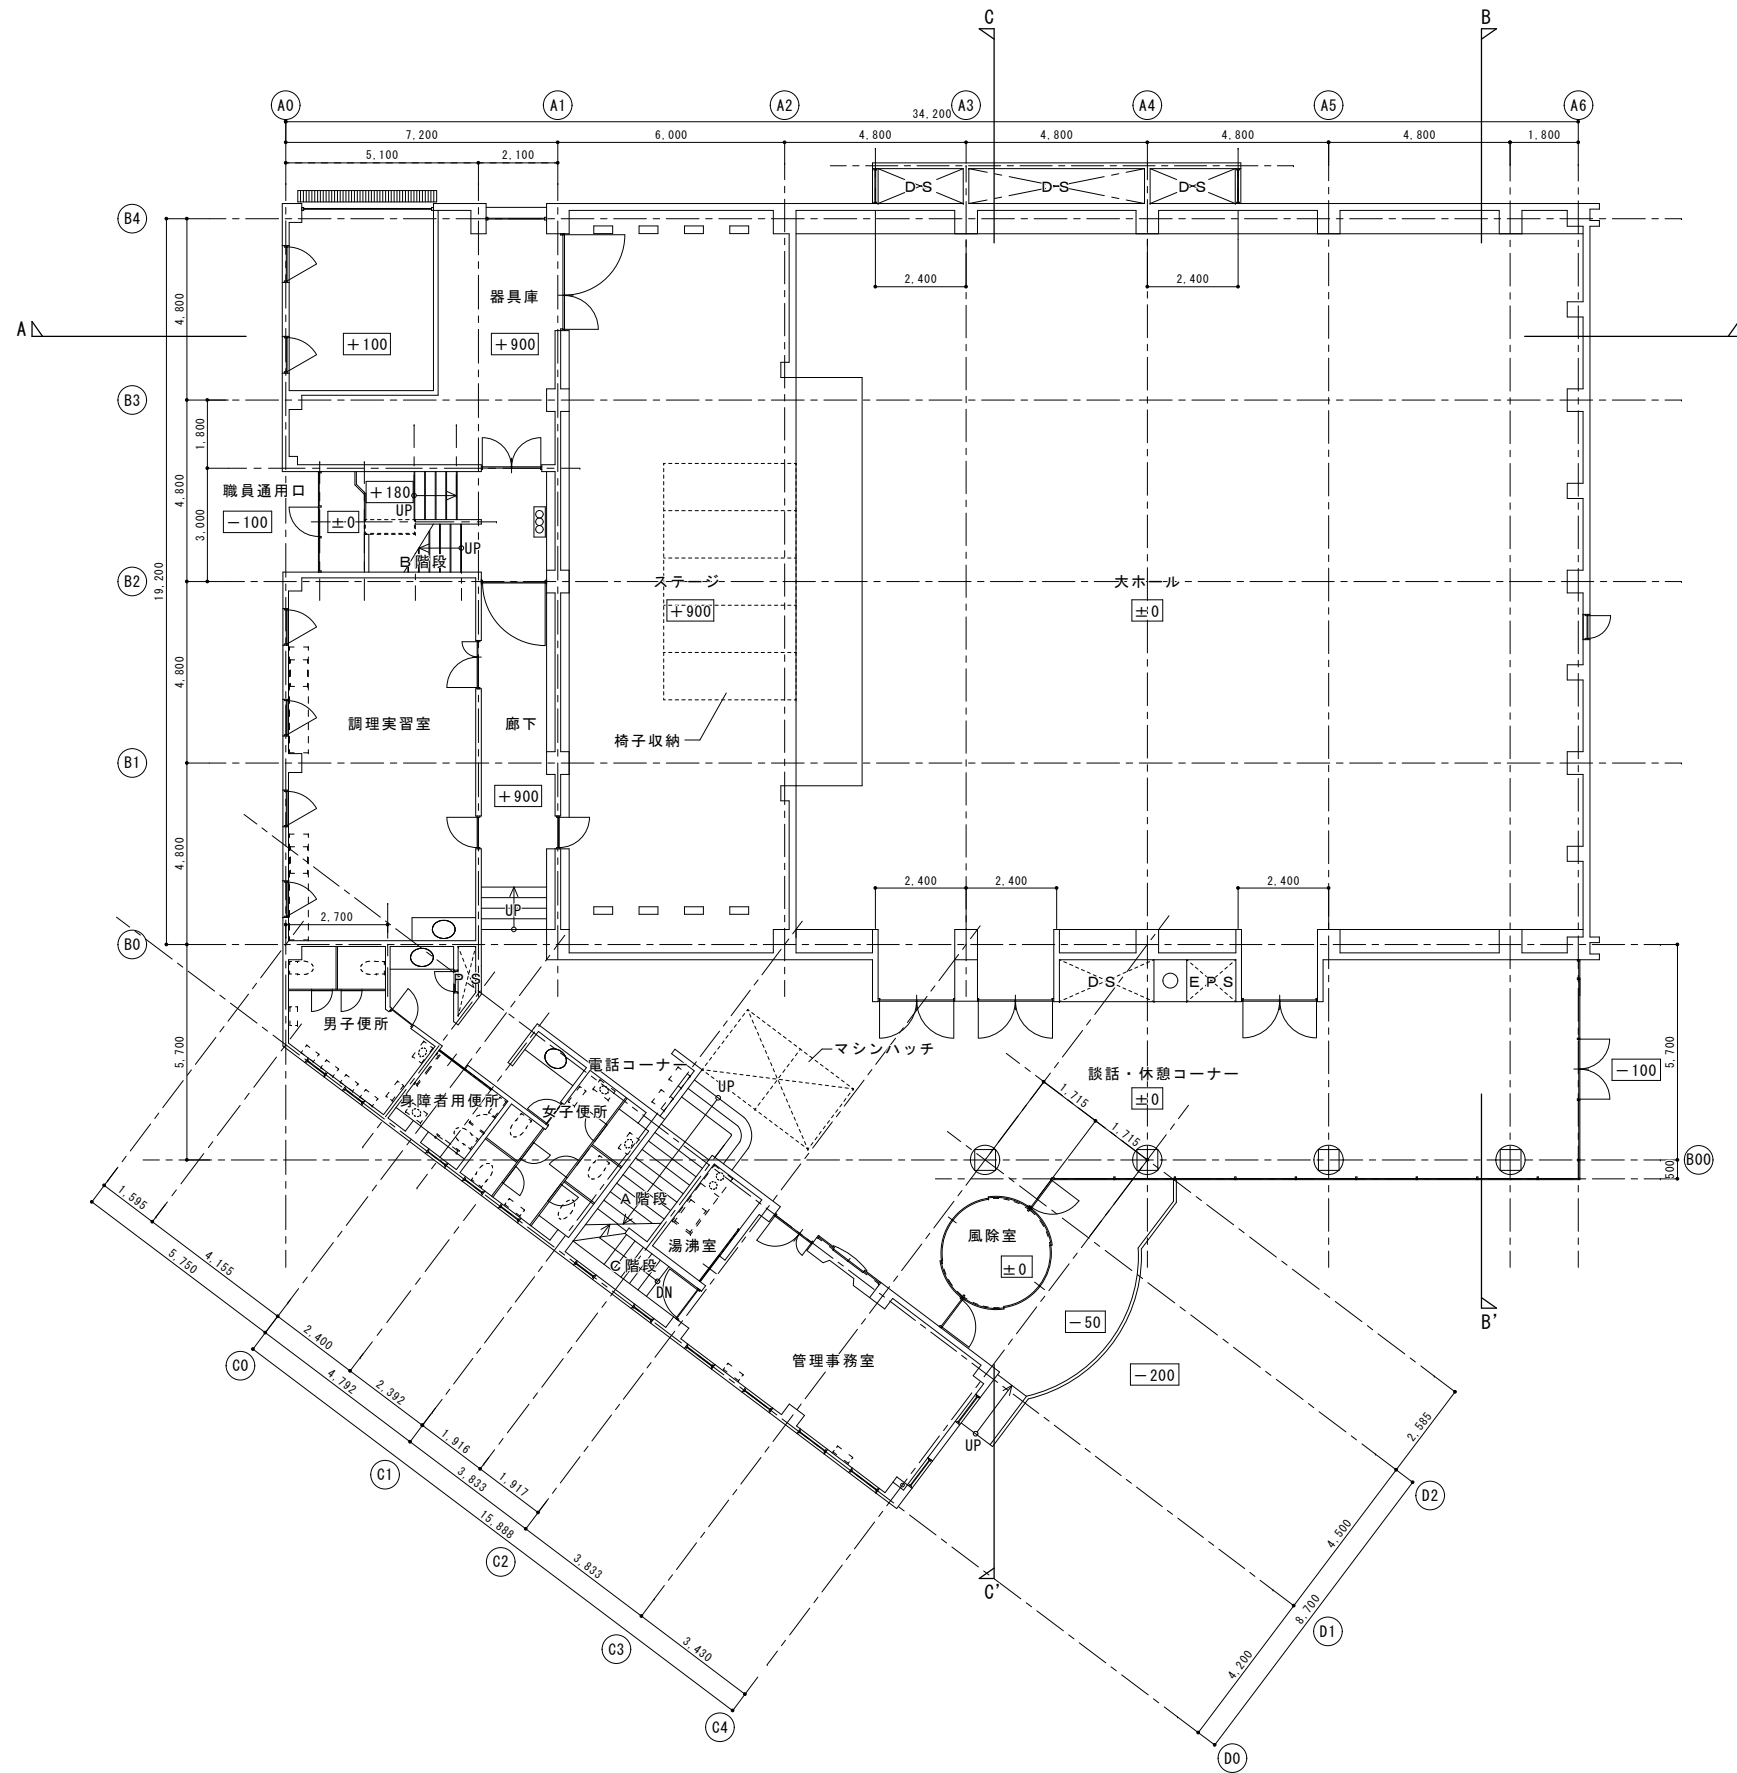 C
B
A0
A1
A2
A3
A4
A5
A6
34,200
7,200
6,000
4,800
4,800
4,800
4,800
1,800
5,100
2,100
DS
DS
DS
B4
2,400
2,400
器具庫
4,800
A
+100
+900
B3
1,800
職員通用口
+180
4,800
-100
±0
UP
3,000
UP
B階段
B2
ステージ
大ホール
19,200
+900
±0
4,800
調理実習室
廊下
椅子収納
B1
+900
4,800
2,400
2,400
2,400
2,700
UP
B0
PS
DS
EPS
男子便所
電話コーナー
マシンハッチ
5,700
5,700
談話・休憩コーナー
-100
身障者用便所
女子便所
UP
±0
1,715
1,715
B00
500
1,595
A階段
風除室
湯沸室
±0
5,750
4,155
C階段
DN
-50
B'
2,400
管理事務室
C0
4,792
-200
2,392
2,585
1,916
UP
C1
3,833
D2
1,917
15,888
4,500
C2
3,833
C'
8,700
D1
C3
3,430
4,200
C4
D0